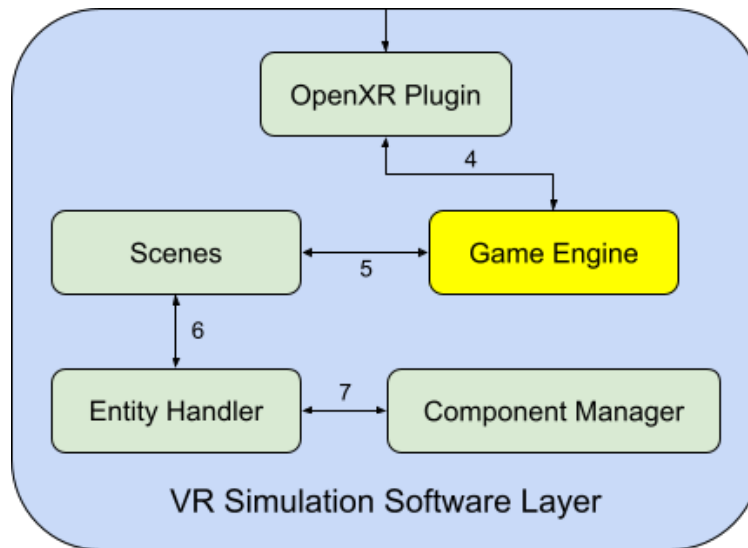 OpenXR Plugin
4
Scenes
5
Game Engine
6
Entity Handler
7
Component Manager
VR Simulation Software Layer